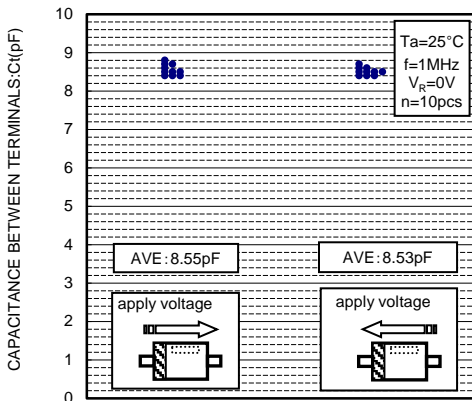 CAPACITANCE BETWEEN TERMINALS:Ct(pF)
10
9
8
7
6
5
4
3
2
1
0
Ta=25°C
f=1MHz
VR=0V
n=10pcs
AVE:8.55pF
AVE:8.53pF
apply voltage
apply voltage